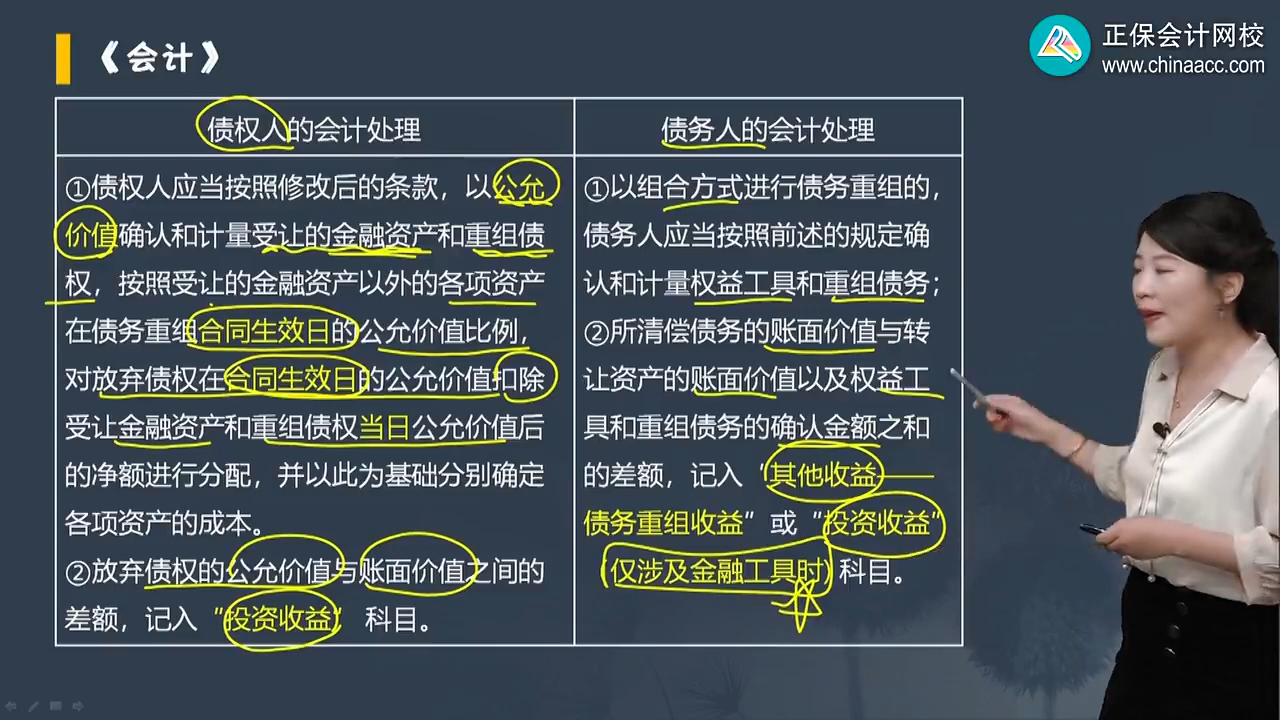 《会计》
正保会计网校
www.chinaacc.com
债权人的会计处理
①债权人应当按照修改后的条款，以公允
价值确认和计量受让的金融资产和重组债
权，按照受让的金融资产以外的各项资产
在债务重组合同生效日的公允价值比例，
对放弃债权在合同生效日的公允价值扣除
受让金融资产和重组债权当日公允价值后
的净额进行分配，并以此为基础分别确定
各项资产的成本。
②放弃债权的公允价值与账面价值之间的
差额，记入“投资收益”科目。
债务人的会计处理
①以组合方式进行债务重组的，
债务人应当按照前述的规定确
认和计量权益工具和重组债务；
②所清偿债务的账面价值与转
让资产的账面价值以及权益工
具和重组债务的确认金额之和
的差额，记入“其他收益——
债务重组收益”或“投资收益”
（仅涉及金融工具时）科目。